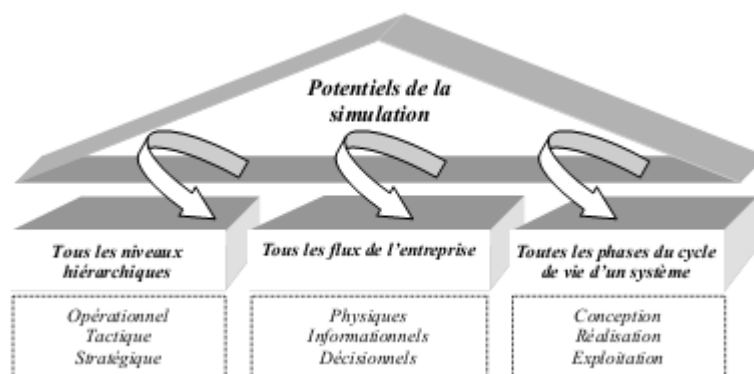 Potentiels de la
simulation
Tous les niveaux
hiérarchiques
Opérationnel
Tactique
Stratégique
Tous les flux de l'entreprise
Physiques
Informationnels
Décisionnels
Toutes les phases du cycle
de vie d'un système
Conception
Réalisation
Exploitation